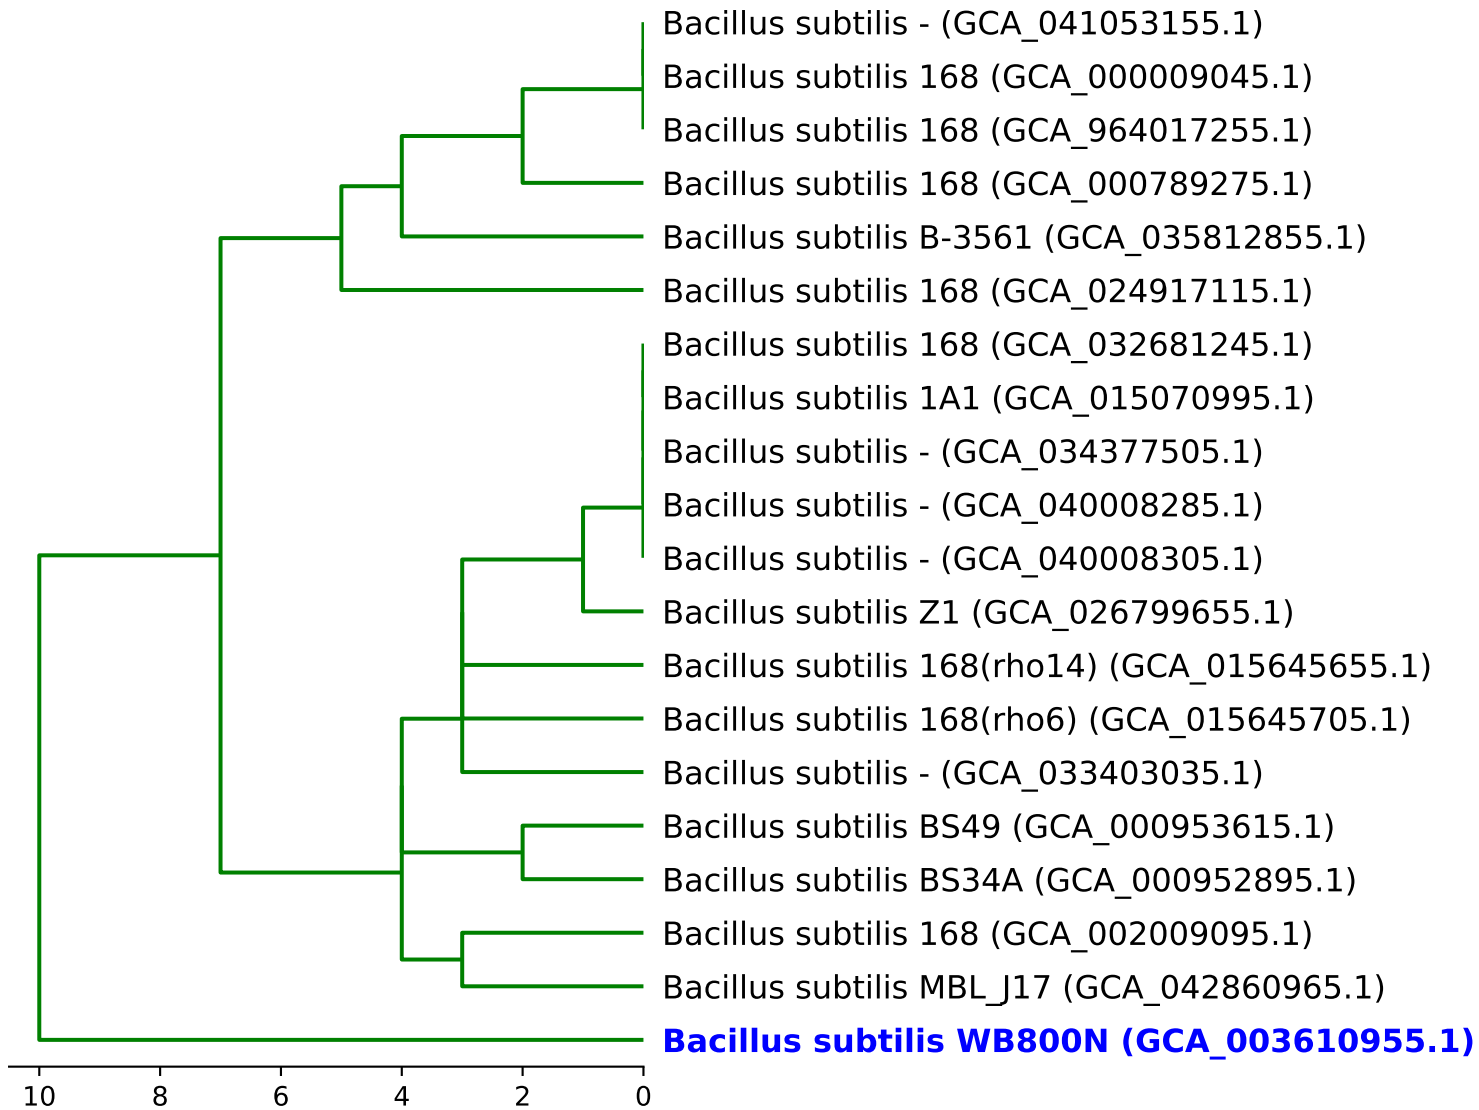 Bacillus subtilis - (GCA_041053155.1)
Bacillus subtilis 168 (GCA_000009045.1)
Bacillus subtilis 168 (GCA_964017255.1)
Bacillus subtilis 168 (GCA_000789275.1)
Bacillus subtilis B-3561 (GCA_035812855.1)
Bacillus subtilis 168 (GCA_024917115.1)
Bacillus subtilis 168 (GCA_032681245.1)
Bacillus subtilis 1A1 (GCA_015070995.1)
Bacillus subtilis - (GCA_034377505.1)
Bacillus subtilis - (GCA_040008285.1)
Bacillus subtilis - (GCA_040008305.1)
Bacillus subtilis Z1 (GCA_026799655.1)
Bacillus subtilis 168(rho14) (GCA_015645655.1)
Bacillus subtilis 168(rho6) (GCA_015645705.1)
Bacillus subtilis - (GCA_033403035.1)
Bacillus subtilis BS49 (GCA_000953615.1)
Bacillus subtilis BS34A (GCA_000952895.1)
Bacillus subtilis 168 (GCA_002009095.1)
Bacillus subtilis MBL_J17 (GCA_042860965.1)
Bacillus subtilis WB800N (GCA_003610955.1)
10 8 6 4 2 0